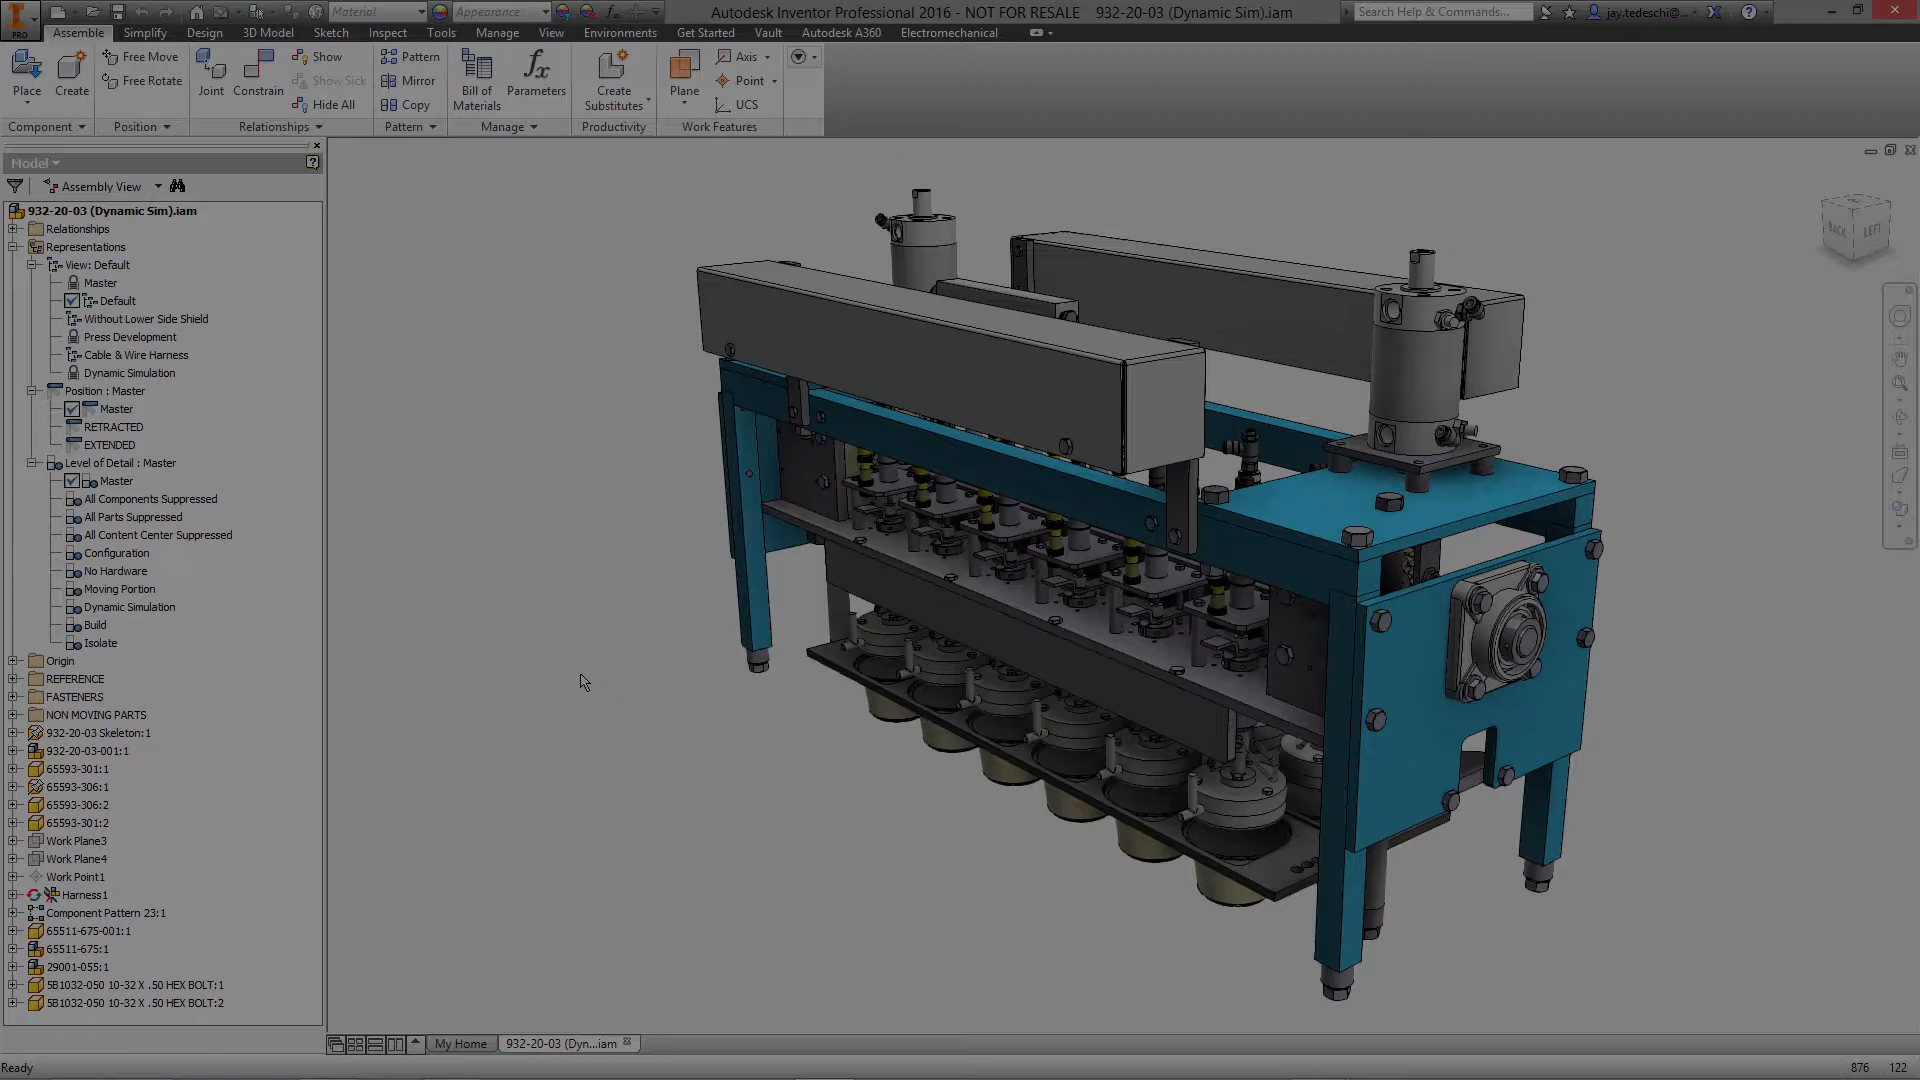 Material
Appearance
Autodesk Inventor Professional 2016 - NOT FOR RESALE 932-20-03 (Dynamic Sim).iam
Search Help & Commands...
jay.tedeschi@...
PRO
Assemble Simplify Design 3D Model Sketch Inspect Tools Manage View Environments Get Started Vault Autodesk A360 Electromechanical
Place
Create
Free Move
Free Rotate
Joint
Constrain
Show
Show Sick
Hide All
Pattern
Mirror
Copy
Bill of
Materials
Parameters
Create
Substitutes
Plane
Axis
Point
UCS
Component Position Relationships Pattern Manage Productivity Work Features
Model
Assembly View
932-20-03 (Dynamic Sim).iam
Relationships
Representations
View: Default
Master
Default
Without Lower Side Shield
Press Development
Cable & Wire Harness
Dynamic Simulation
Position : Master
Master
RETRACTED
EXTENDED
Level of Detail : Master
Master
All Components Suppressed
All Parts Suppressed
All Content Center Suppressed
Configuration
No Hardware
Moving Portion
Dynamic Simulation
Build
Isolate
Origin
REFERENCE
FASTENERS
NON MOVING PARTS
932-20-03 Skeleton:1
932-20-03-001:1
65593-301:1
65593-306:1
65593-306:2
65593-301:2
Work Plane3
Work Plane4
Work Point1
Harness1
Component Pattern 23:1
65511-675-001:1
65511-675:1
29001-055:1
5B1032-050 10-32 X .50 HEX BOLT:1
5B1032-050 10-32 X .50 HEX BOLT:2
BACK LEFT
My Home
932-20-03 (Dyn...iam
Ready
876 122